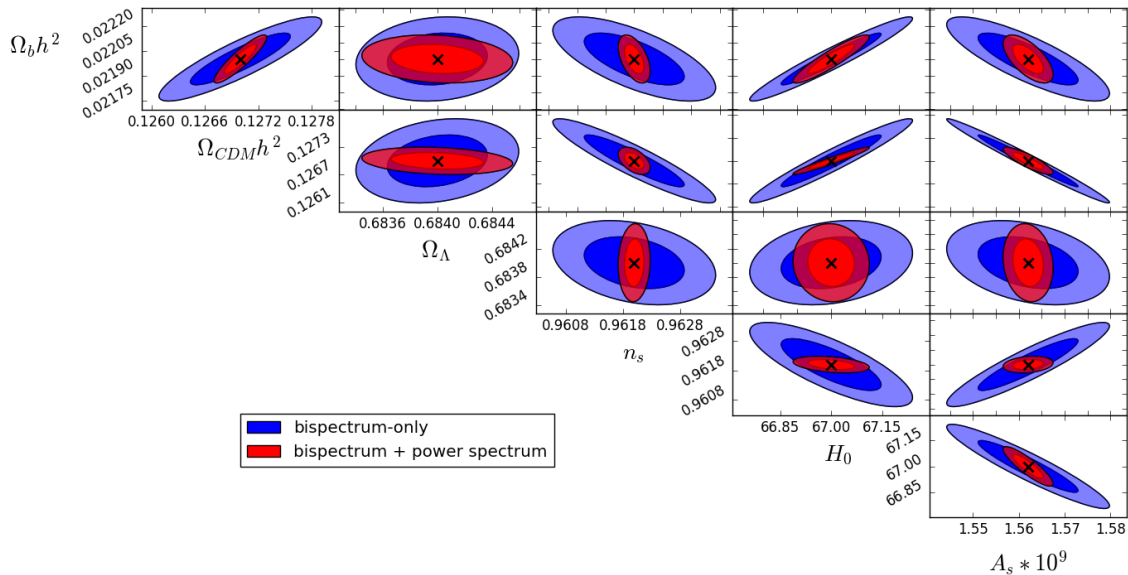 Ω_b h²
0.02220
0.02205
0.02190
0.02175
0.1260 0.1266 0.1272 0.1278
Ω_CDM h²
0.1273
0.1267
0.1261
0.6836 0.6840 0.6844
Ω_Λ
0.6842
0.6838
0.6834
0.9608 0.9618 0.9628
n_s
0.9628
0.9618
0.9608
66.85 67.00 67.15
H_0
bispectrum-only
bispectrum + power spectrum
67.15
67.00
66.85
1.55 1.56 1.57 1.58
A_s * 10⁹